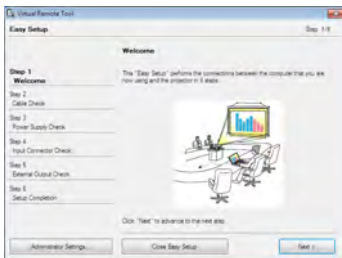 Virtual Remote Tool
Easy Setup
Step 1/6
Welcome
Step 1
Welcome
This "Easy Setup" performs the connections between the computer that you are
now using and the projector in 6 steps.
Step 2
Cable Check
Step 3
Power Supply Check
Step 4
Input Connector Check
Step 5
External Output Check
Step 6
Setup Completion
Click "Next" to advance to the next step.
Administrator Settings...
Close Easy Setup
Next >